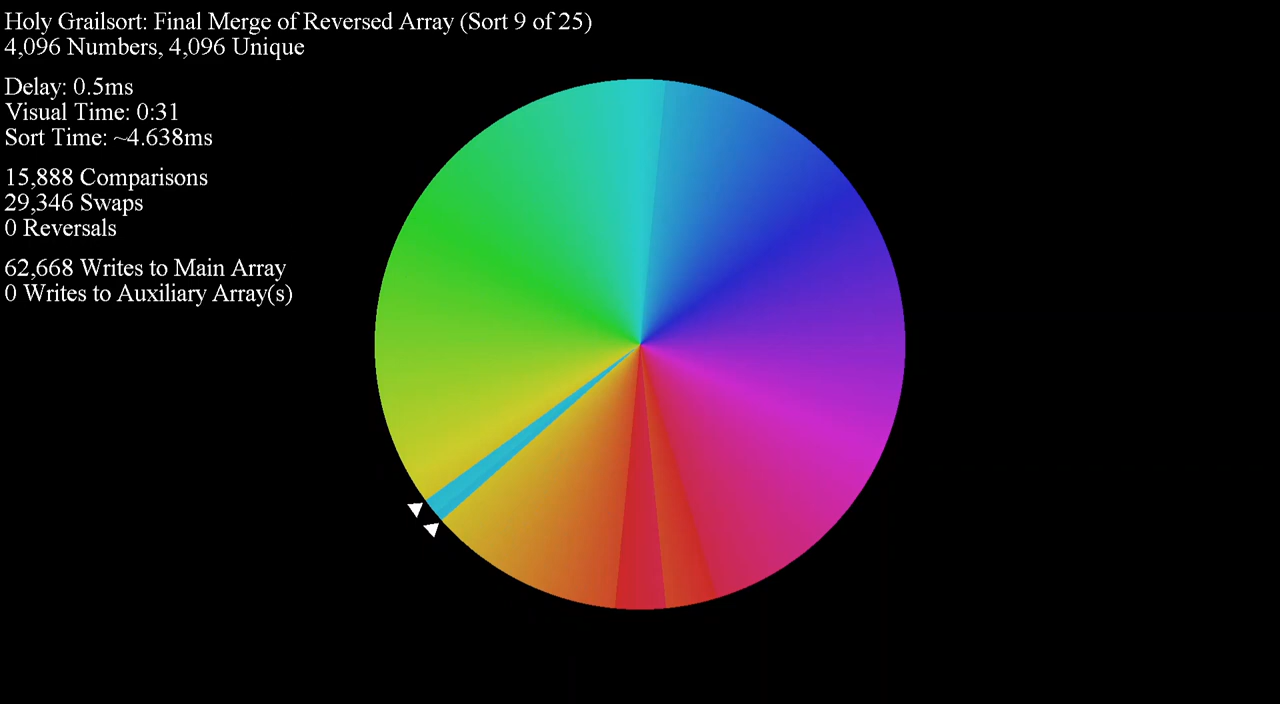 Holy Grailsort: Final Merge of Reversed Array (Sort 9 of 25)
4,096 Numbers, 4,096 Unique
Delay: 0.5ms
Visual Time: 0:31
Sort Time: ~4.638ms
15,888 Comparisons
29,346 Swaps
0 Reversals
62,668 Writes to Main Array
0 Writes to Auxiliary Array(s)